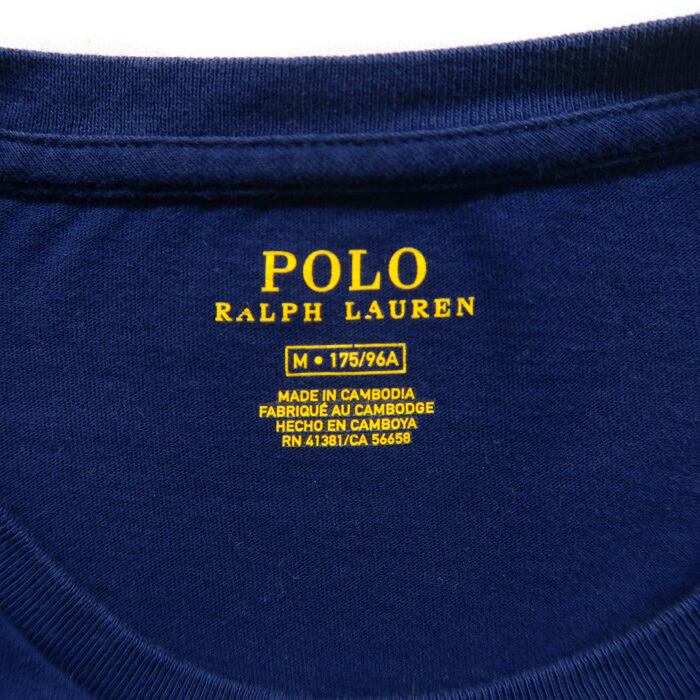 POLO
RALPH LAUREN
M • 175/96A
MADE IN CAMBODIA
FABRIQUÉ AU CAMBODGE
HECHO EN CAMBOYA
RN 41381/CA 56658